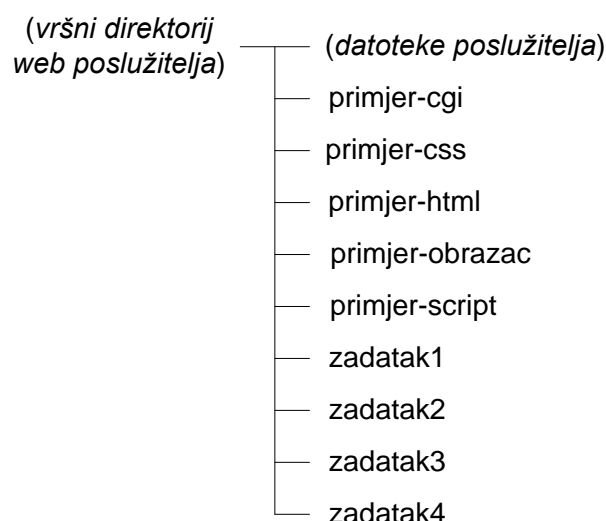 (vršni direktorij
web poslužitelja)
(datoteke poslužitelja)
primjer-cgi
primjer-css
primjer-html
primjer-obrazac
primjer-script
zadatak1
zadatak2
zadatak3
zadatak4